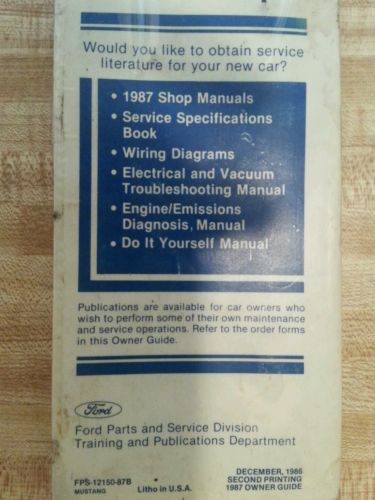 Would you like to obtain service
literature for your new car?
• 1987 Shop Manuals
• Service Specifications
Book
• Wiring Diagrams
• Electrical and Vacuum
Troubleshooting Manual
• Engine/Emissions
Diagnosis, Manual
• Do It Yourself Manual
Publications are available for car owners who
wish to perform some of their own maintenance
and service operations. Refer to the order forms
in this Owner Guide.
Ford
Ford Parts and Service Division
Training and Publications Department
FPS-12150-87B
MUSTANG
Litho in U.S.A.
DECEMBER, 1986
SECOND PRINTING
1987 OWNER GUIDE